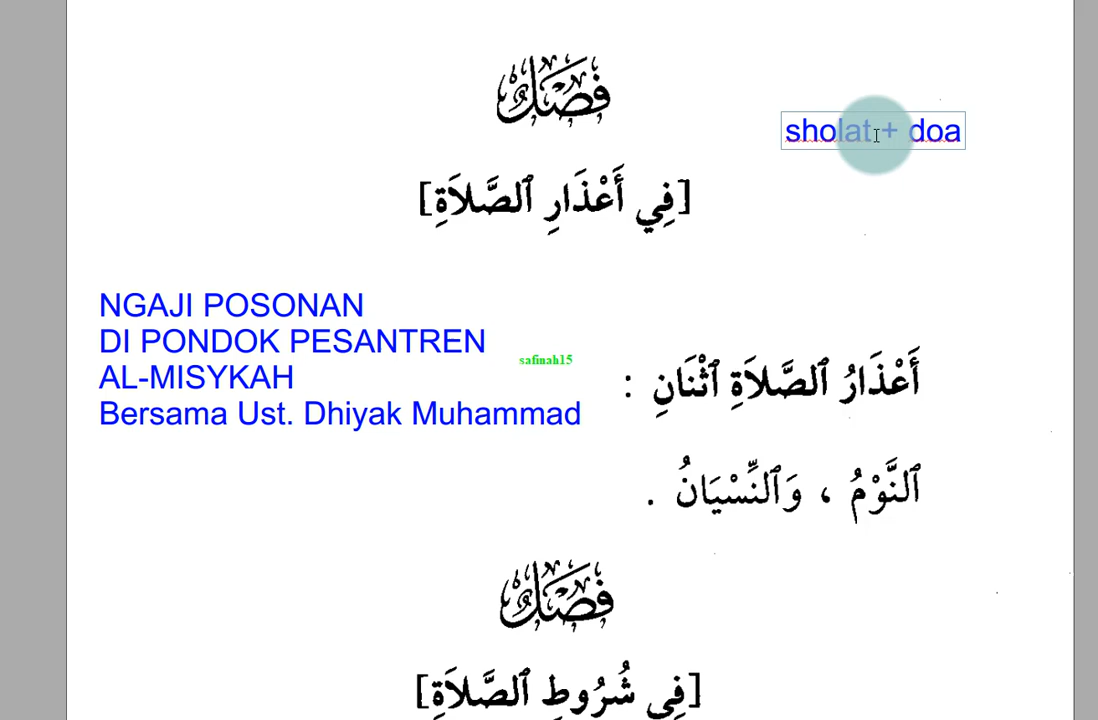 فَصْلٌ
sholat + doa
[فِي أَعْذَارِ ٱلصَّلَاةِ]
NGAJI POSONAN
DI PONDOK PESANTREN
AL-MISYKAH
Bersama Ust. Dhiyak Muhammad
safinah15
أَعْذَارُ ٱلصَّلَاةِ ٱثْنَانِ :
ٱلنَّوْمُ ، وَٱلنِّسْيَانُ .
فَصْلٌ
[فِي شُرُوطِ ٱلصَّلَاةِ]